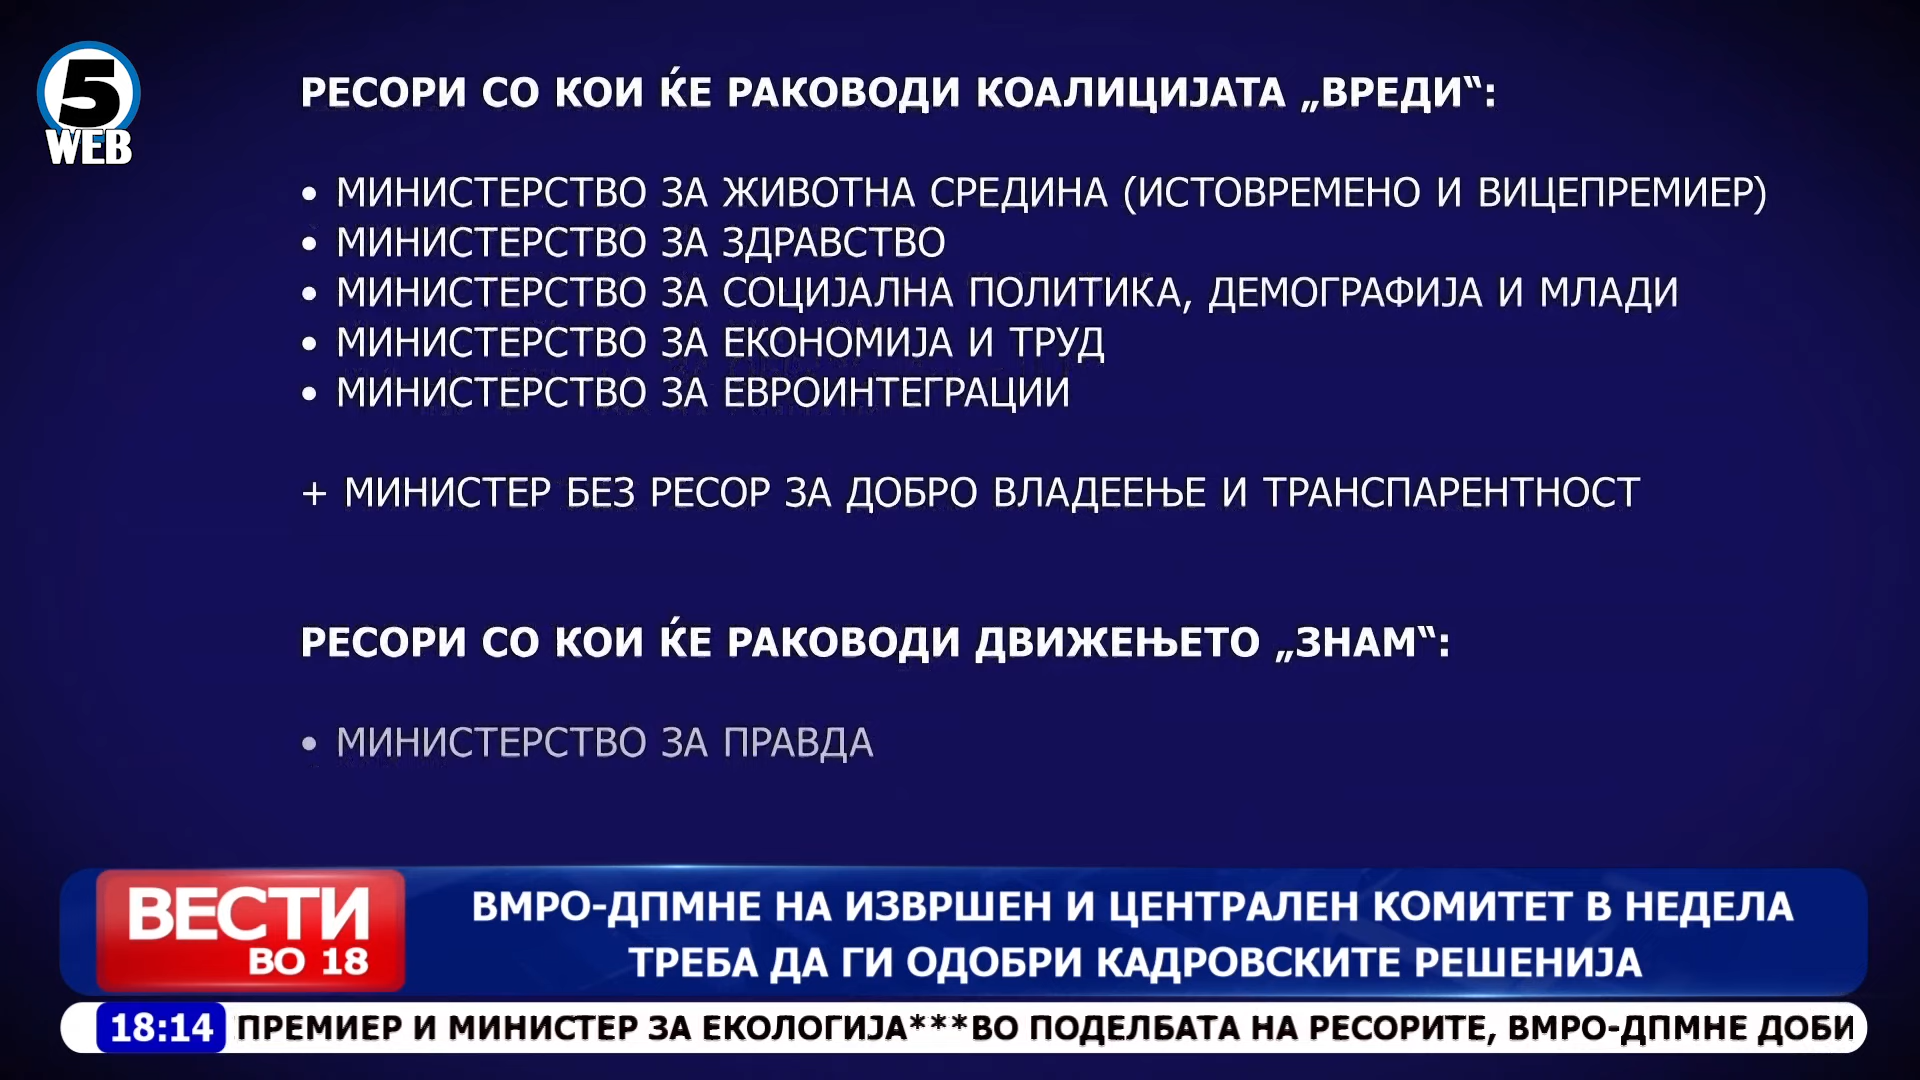 5
WEB
РЕСОРИ СО КОИ ЌЕ РАКОВОДИ КОАЛИЦИЈАТА „ВРЕДИ“:
• МИНИСТЕРСТВО ЗА ЖИВОТНА СРЕДИНА (ИСТОВРЕМЕНО И ВИЦЕПРЕМИЕР)
• МИНИСТЕРСТВО ЗА ЗДРАВСТВО
• МИНИСТЕРСТВО ЗА СОЦИЈАЛНА ПОЛИТИКА, ДЕМОГРАФИЈА И МЛАДИ
• МИНИСТЕРСТВО ЗА ЕКОНОМИЈА И ТРУД
• МИНИСТЕРСТВО ЗА ЕВРОИНТЕГРАЦИИ
+ МИНИСТЕР БЕЗ РЕСОР ЗА ДОБРО ВЛАДЕЕЊЕ И ТРАНСПАРЕНТНОСТ
РЕСОРИ СО КОИ ЌЕ РАКОВОДИ ДВИЖЕЊЕТО „ЗНАМ“:
• МИНИСТЕРСТВО ЗА ПРАВДА
ВЕСТИ
ВО 18
ВМРО-ДПМНЕ НА ИЗВРШЕН И ЦЕНТРАЛЕН КОМИТЕТ В НЕДЕЛА
ТРЕБА ДА ГИ ОДОБРИ КАДРОВСКИТЕ РЕШЕНИЈА
18:14 ПРЕМИЕР И МИНИСТЕР ЗА ЕКОЛОГИЈА***ВО ПОДЕЛБАТА НА РЕСОРИТЕ, ВМРО-ДПМНЕ ДОБИ